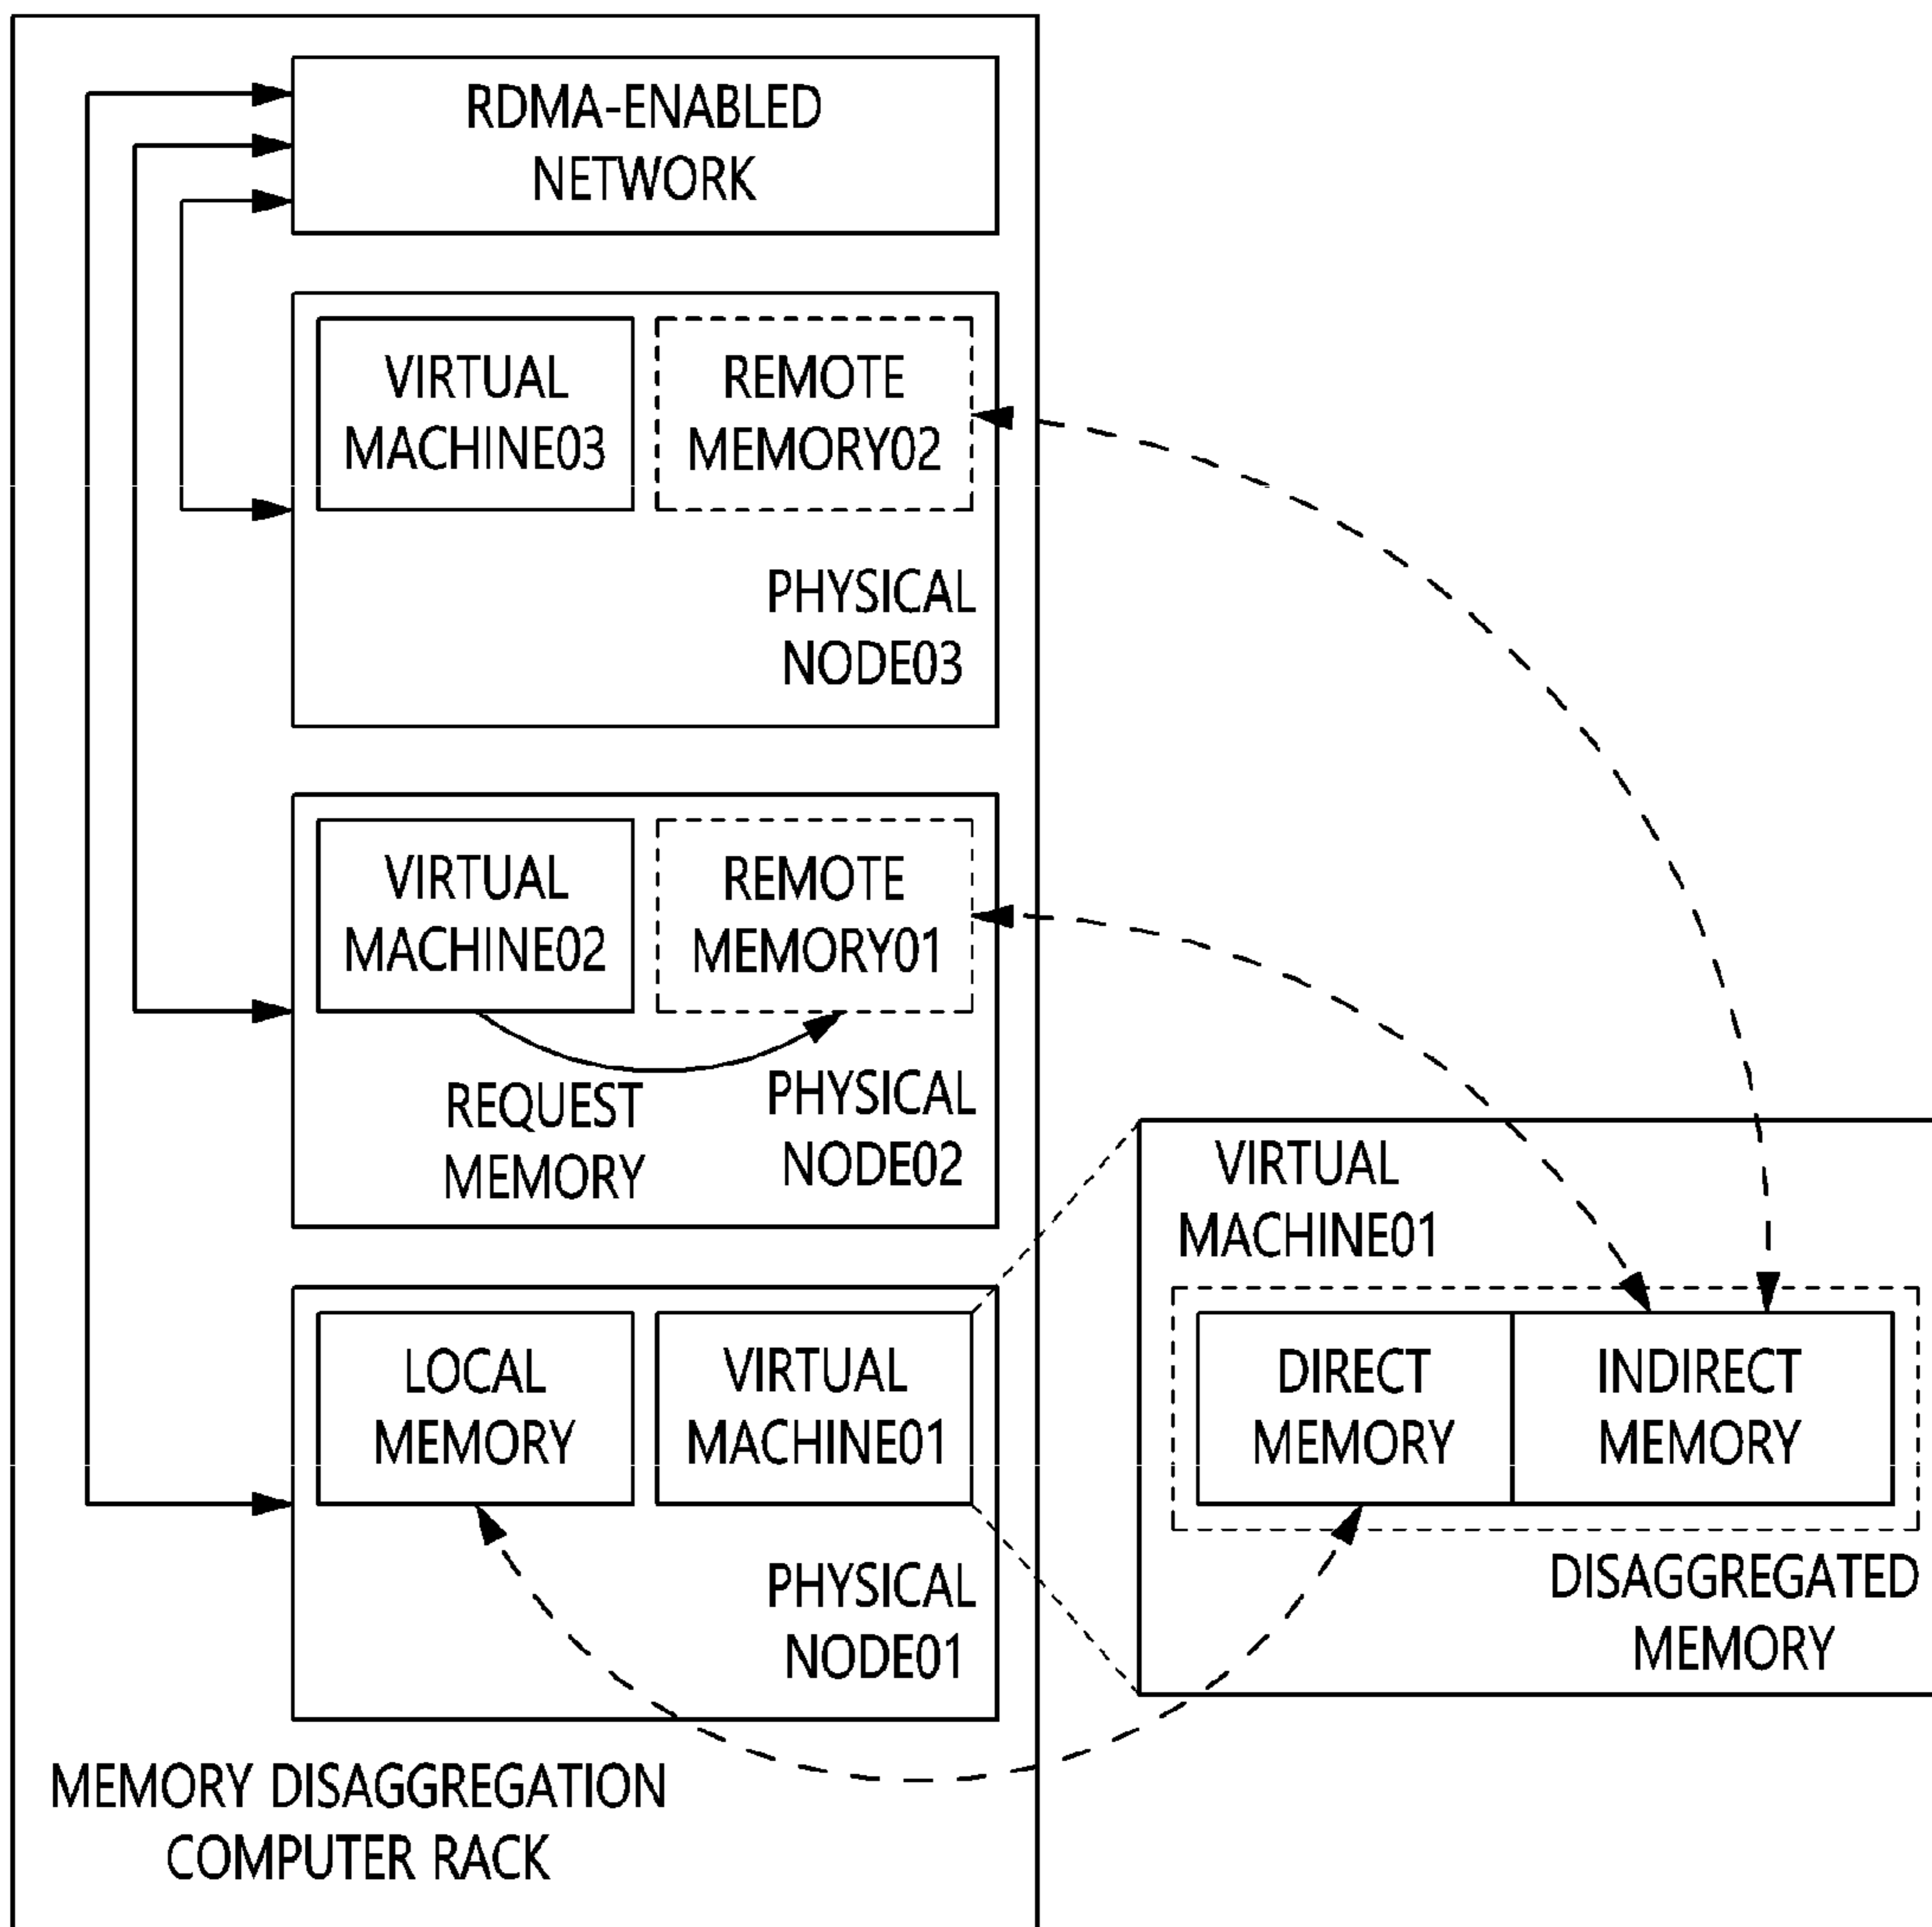 RDMA-ENABLED
NETWORK
VIRTUAL
MACHINE03
REMOTE
MEMORY02
PHYSICAL
NODE03
VIRTUAL
MACHINE02
REMOTE
MEMORY01
REQUEST
MEMORY
PHYSICAL
NODE02
LOCAL
MEMORY
VIRTUAL
MACHINE01
PHYSICAL
NODE01
MEMORY DISAGGREGATION
COMPUTER RACK
VIRTUAL
MACHINE01
DIRECT
MEMORY
INDIRECT
MEMORY
DISAGGREGATED
MEMORY